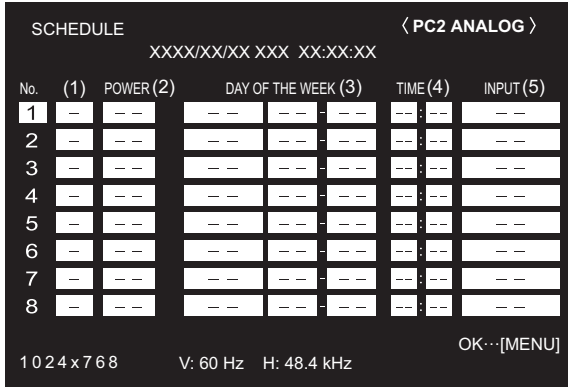 SCHEDULE 〈 PC2 ANALOG 〉
XXXX/XX/XX XXX XX:XX:XX
No. (1) POWER (2) DAY OF THE WEEK (3) TIME (4) INPUT (5)
1 – – – – – – – - – – – – : – – – –
2 – – – – – – – - – – – – : – – – –
3 – – – – – – – - – – – – : – – – –
4 – – – – – – – - – – – – : – – – –
5 – – – – – – – - – – – – : – – – –
6 – – – – – – – - – – – – : – – – –
7 – – – – – – – - – – – – : – – – –
8 – – – – – – – - – – – – : – – – –
OK···[MENU]
1024x768 V: 60 Hz H: 48.4 kHz